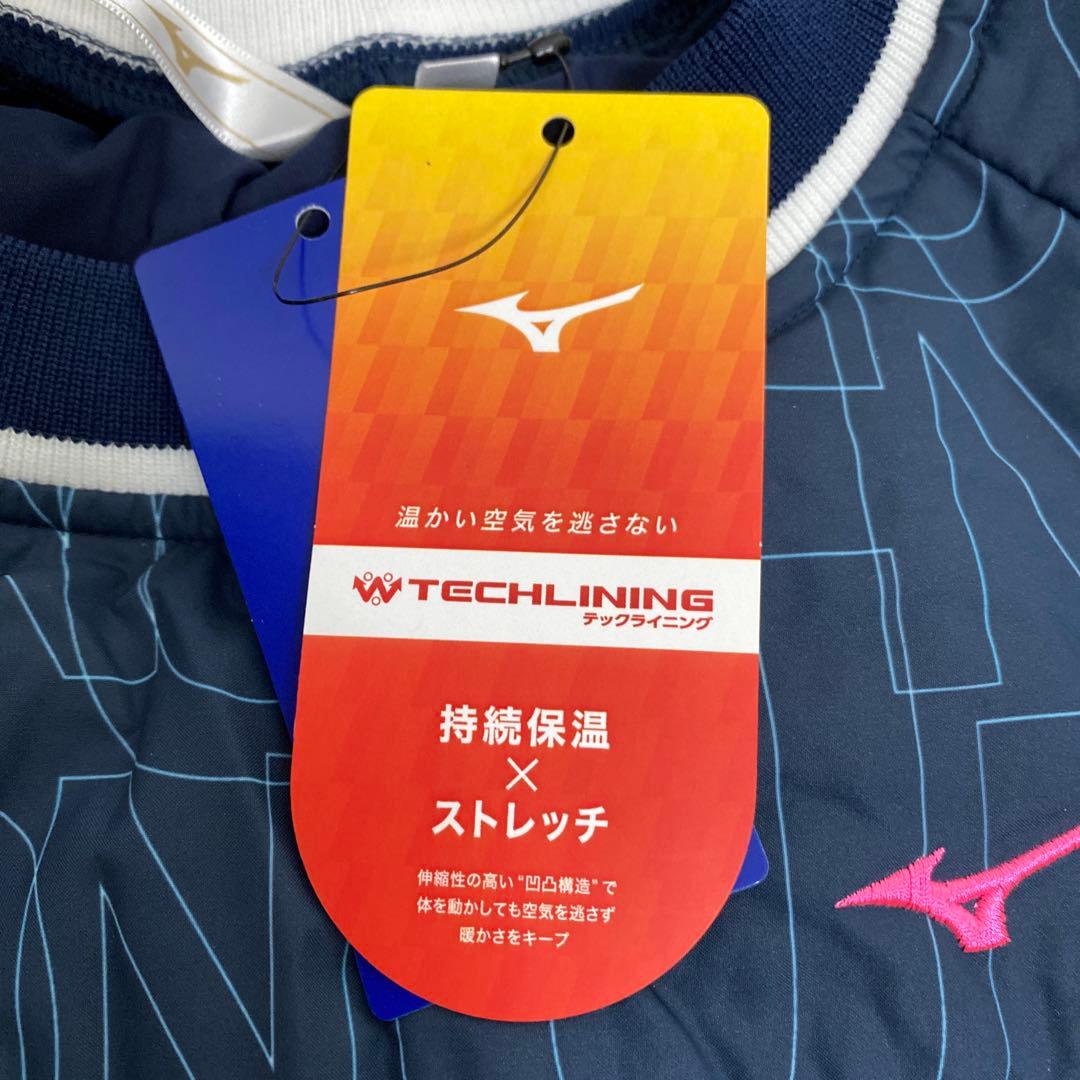 温かい空気を逃さない
TECHLINING
テックライニング
持続保温
×
ストレッチ
伸縮性の高い“凹凸構造”で
体を動かしても空気を逃さず
暖かさをキープ